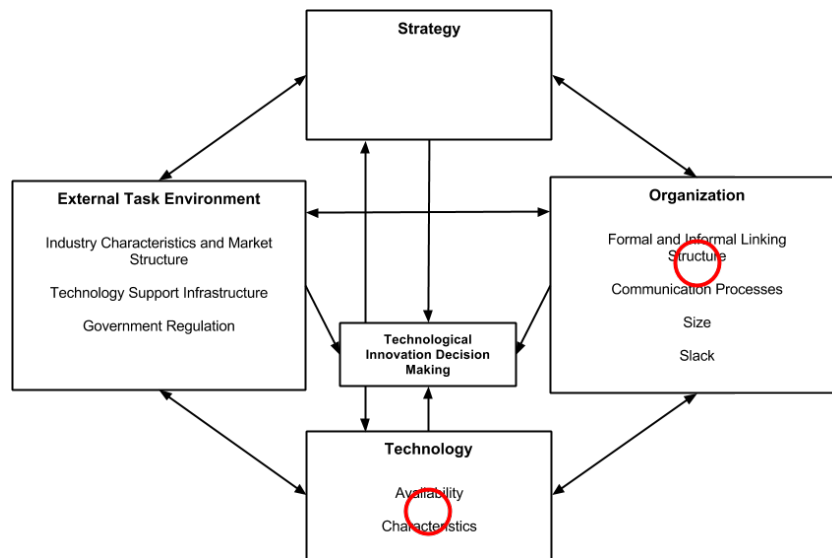 Strategy
External Task Environment
Industry Characteristics and Market
Structure
Technology Support Infrastructure
Government Regulation
Organization
Formal and Informal Linking
Structure
Communication Processes
Size
Slack
Technological
Innovation Decision
Making
Technology
Availability
Characteristics